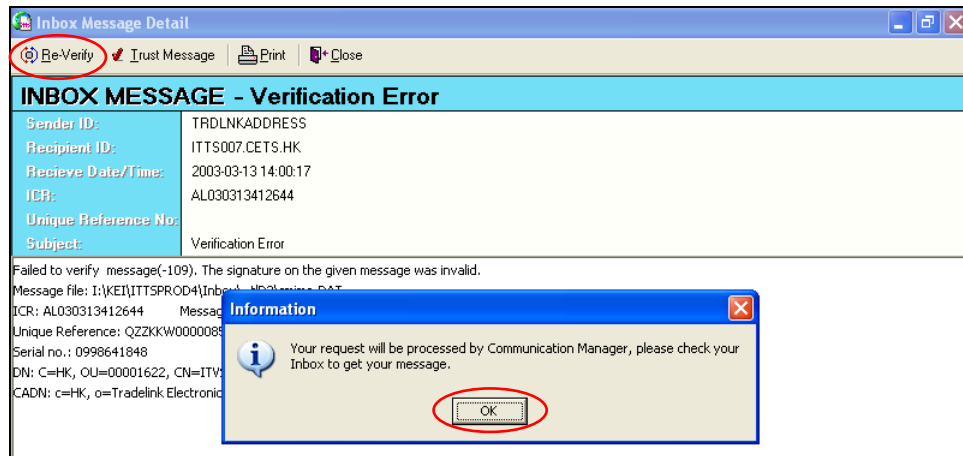 Inbox Message Detail
Re-Verify Trust Message Print Close
INBOX MESSAGE - Verification Error
Sender ID: TRDLNKADDRESS
Recipient ID: ITTS007.CETS.HK
Recieve Date/Time: 2003-03-13 14:00:17
ICR: AL030313412644
Unique Reference No:
Subject: Verification Error
Failed to verify message(-109). The signature on the given message was invalid.
Message file: I:\KEI\ITTSPROD4\
ICR: AL030313412644 Messag
Unique Reference: QZZKKW000008
Serial no.: 0998641848
DN: C=HK, OU=00001622, CN=ITV
CADN: c=HK, o=Tradelink Electronic
Information
Your request will be processed by Communication Manager, please check your
Inbox to get your message.
OK